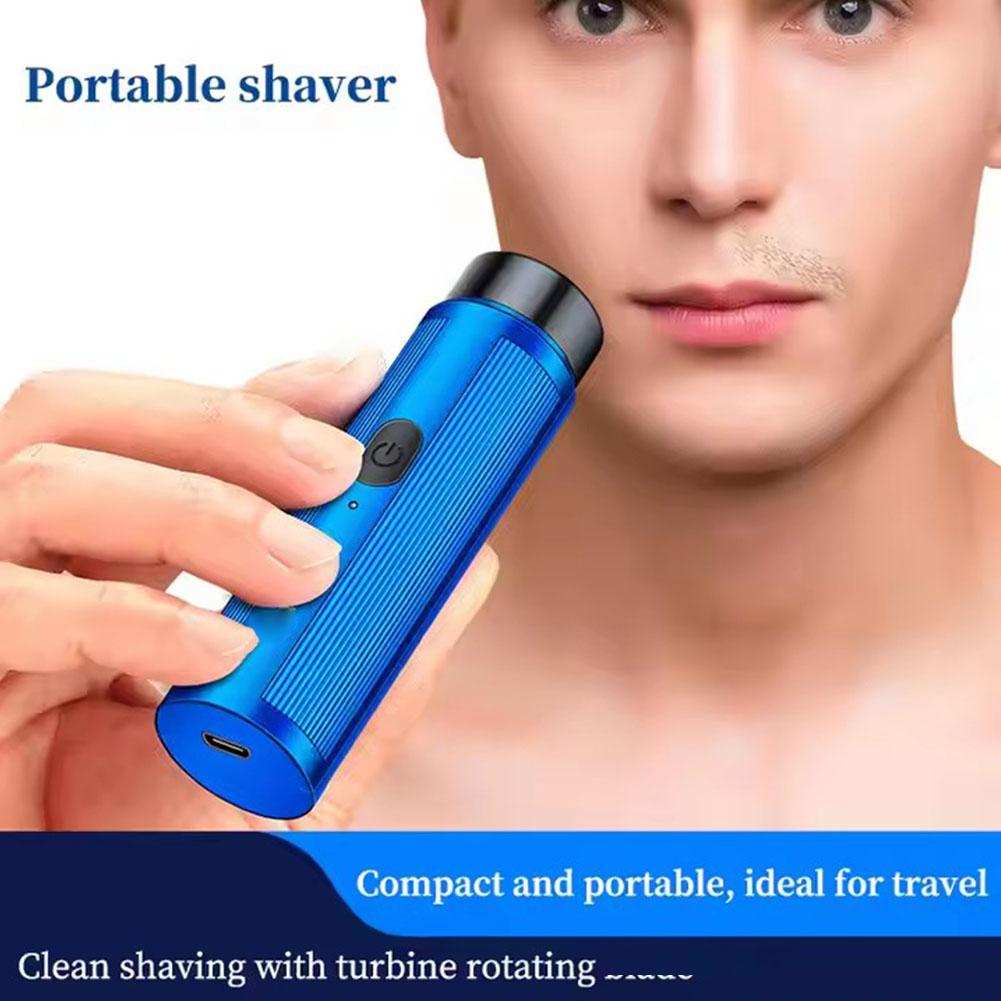 Portable shaver
Compact and portable, ideal for travel
Clean shaving with turbine rotating